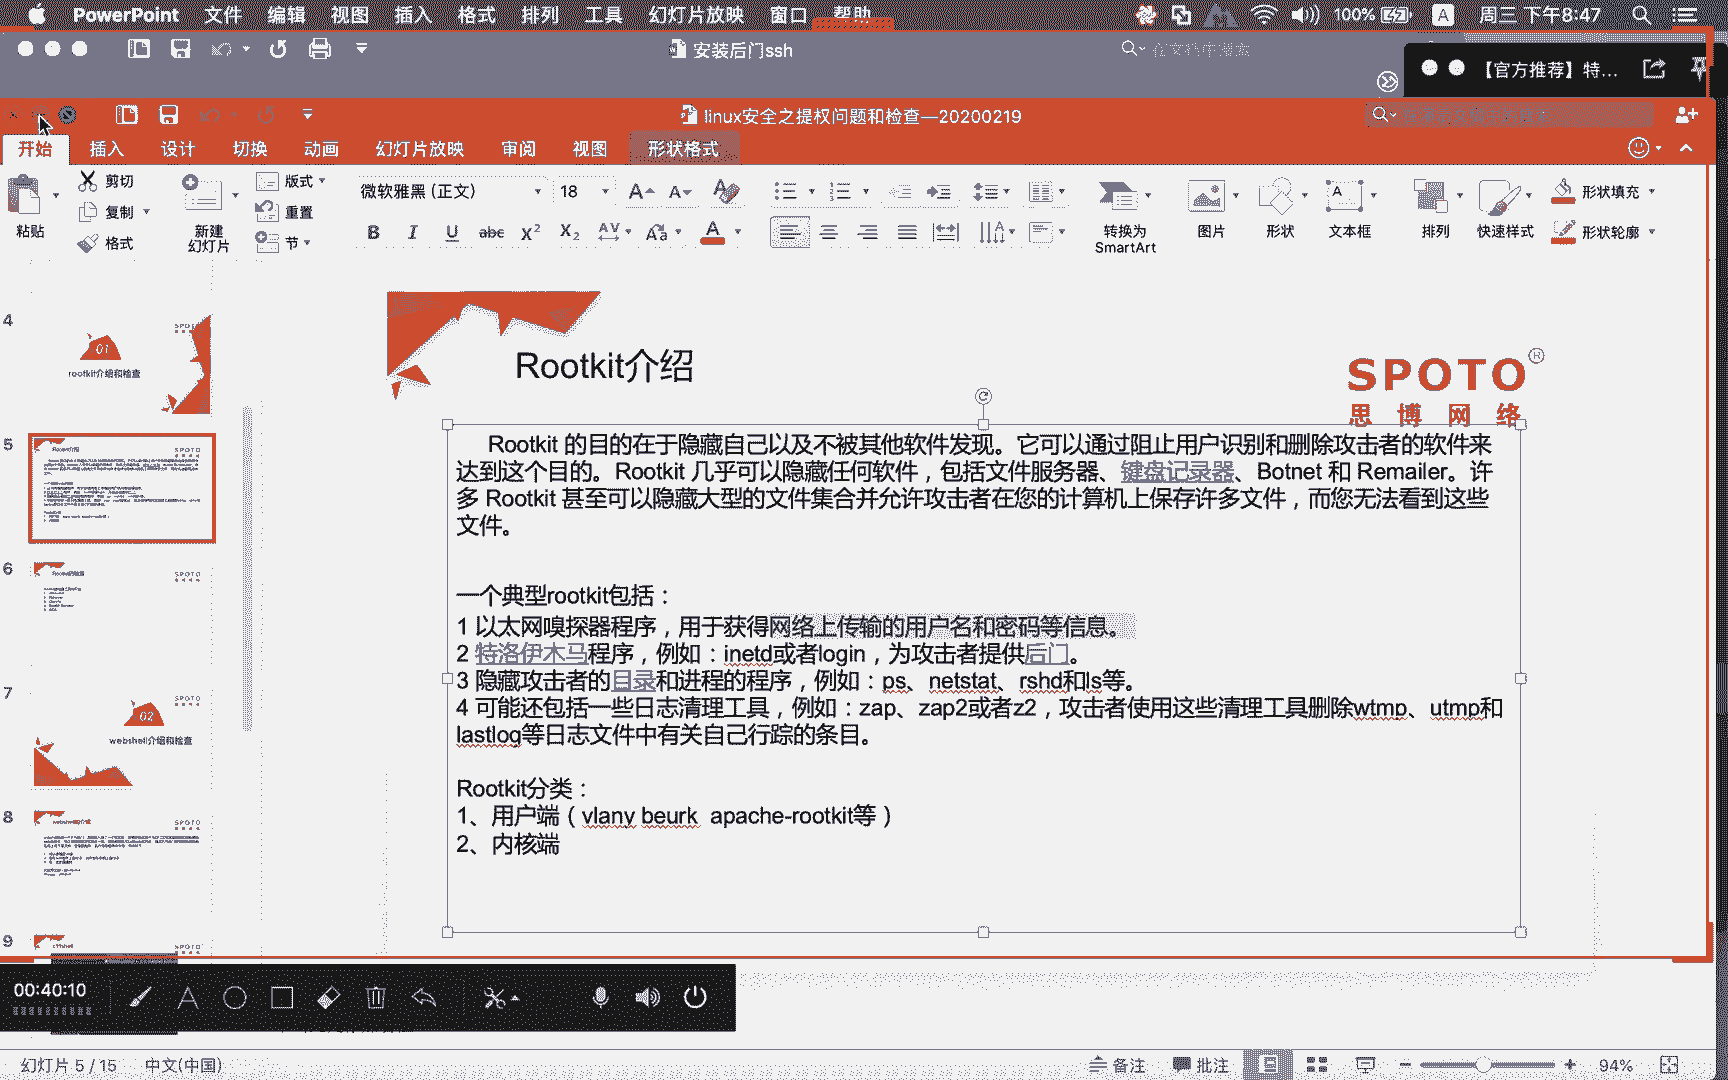 PowerPoint 文件 编辑 视图 插入 格式 排列 工具 幻灯片放映 窗口 帮助 100% A 周三 下午8:47
安装后门ssh
【官方推荐】特...
linux安全之提权问题和检查—20200219
开始 插入 设计 切换 动画 幻灯片放映 审阅 视图 形状格式
粘贴 剪切 复制 格式
新建幻灯片 版式 重置 节
微软雅黑 (正文) 18
转换为 SmartArt 图片 形状 文本框 排列 快速样式 形状填充 形状轮廓
4
01
rootkit介绍和检查
5
6
7
02
webshell介绍和检查
8
9
Rootkit介绍
SPOTO®
思博网络
Rootkit 的目的在于隐藏自己以及不被其他软件发现。它可以通过阻止用户识别和删除攻击者的软件来
达到这个目的。Rootkit 几乎可以隐藏任何软件，包括文件服务器、键盘记录器、Botnet 和 Remailer。许
多 Rootkit 甚至可以隐藏大型的文件集合并允许攻击者在您的计算机上保存许多文件，而您无法看到这些
文件。
一个典型rootkit包括：
1 以太网嗅探器程序，用于获得网络上传输的用户名和密码等信息。
2 特洛伊木马程序，例如：inetd或者login，为攻击者提供后门。
3 隐藏攻击者的目录和进程的程序，例如：ps、netstat、rshd和ls等。
4 可能还包括一些日志清理工具，例如：zap、zap2或者z2，攻击者使用这些清理工具删除wtmp、utmp和
lastlog等日志文件中有关自己行踪的条目。
Rootkit分类：
1、用户端（vlany beurk apache-rootkit等）
2、内核端
00:40:10
幻灯片 5 / 15 中文(中国) 备注 批注 94%